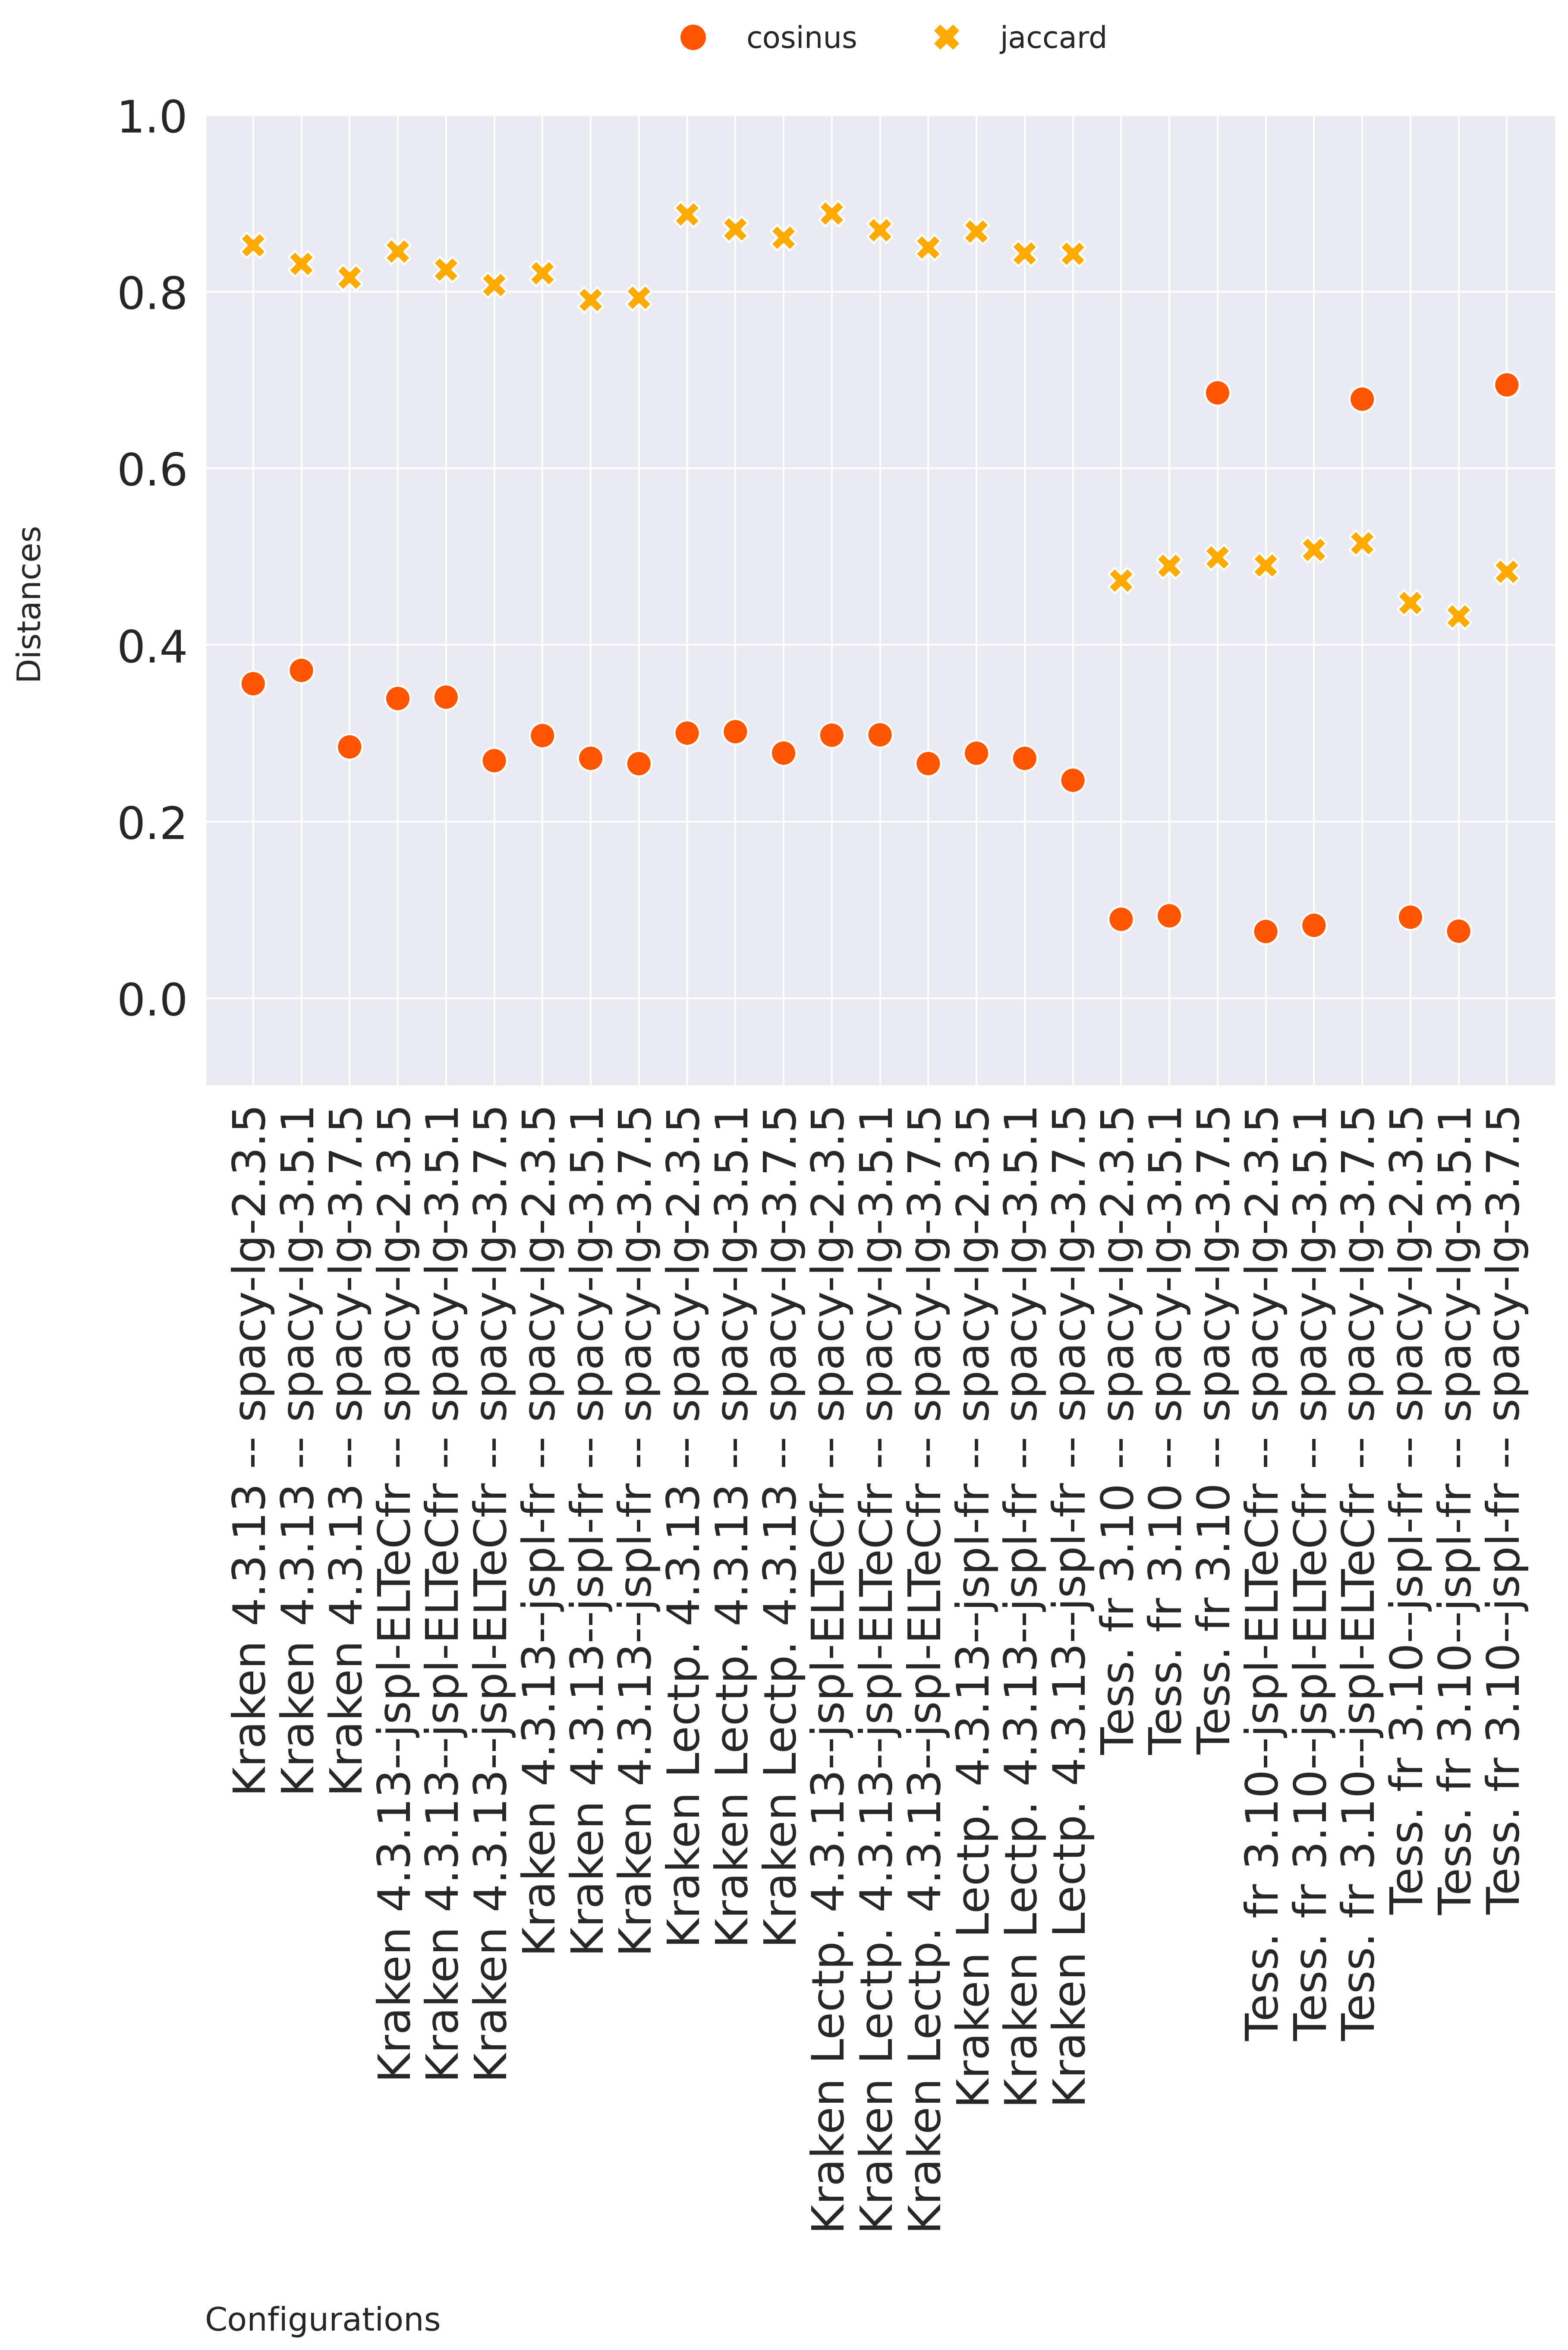 cosinus jaccard
1.0
0.8
0.6
0.4
0.2
0.0
Distances
Kraken 4.3.13 -- spacy-lg-2.3.5
Kraken 4.3.13 -- spacy-lg-3.5.1
Kraken 4.3.13 -- spacy-lg-3.7.5
Kraken 4.3.13--jspl-ELTeCfr -- spacy-lg-2.3.5
Kraken 4.3.13--jspl-ELTeCfr -- spacy-lg-3.5.1
Kraken 4.3.13--jspl-ELTeCfr -- spacy-lg-3.7.5
Kraken 4.3.13--jspl-fr -- spacy-lg-2.3.5
Kraken 4.3.13--jspl-fr -- spacy-lg-3.5.1
Kraken 4.3.13--jspl-fr -- spacy-lg-3.7.5
Kraken Lectp. 4.3.13 -- spacy-lg-2.3.5
Kraken Lectp. 4.3.13 -- spacy-lg-3.5.1
Kraken Lectp. 4.3.13 -- spacy-lg-3.7.5
Kraken Lectp. 4.3.13--jspl-ELTeCfr -- spacy-lg-2.3.5
Kraken Lectp. 4.3.13--jspl-ELTeCfr -- spacy-lg-3.5.1
Kraken Lectp. 4.3.13--jspl-ELTeCfr -- spacy-lg-3.7.5
Kraken Lectp. 4.3.13--jspl-fr -- spacy-lg-2.3.5
Kraken Lectp. 4.3.13--jspl-fr -- spacy-lg-3.5.1
Kraken Lectp. 4.3.13--jspl-fr -- spacy-lg-3.7.5
Tess. fr 3.10 -- spacy-lg-2.3.5
Tess. fr 3.10 -- spacy-lg-3.5.1
Tess. fr 3.10 -- spacy-lg-3.7.5
Tess. fr 3.10--jspl-ELTeCfr -- spacy-lg-2.3.5
Tess. fr 3.10--jspl-ELTeCfr -- spacy-lg-3.5.1
Tess. fr 3.10--jspl-ELTeCfr -- spacy-lg-3.7.5
Tess. fr 3.10--jspl-fr -- spacy-lg-2.3.5
Tess. fr 3.10--jspl-fr -- spacy-lg-3.5.1
Tess. fr 3.10--jspl-fr -- spacy-lg-3.7.5
Configurations